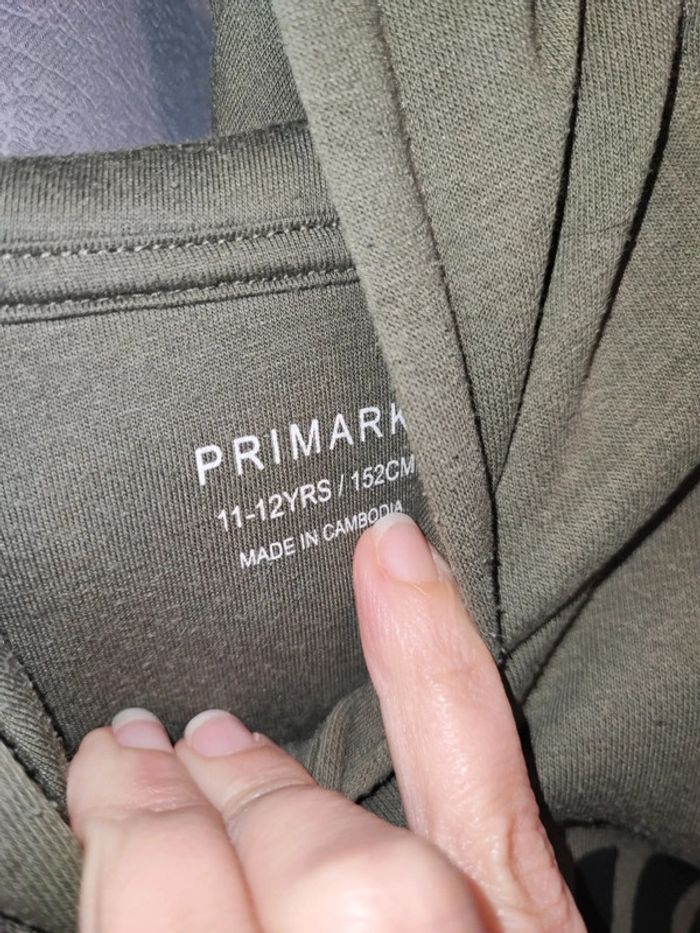 PRIMARK
11-12YRS / 152CM
MADE IN CAMBODIA